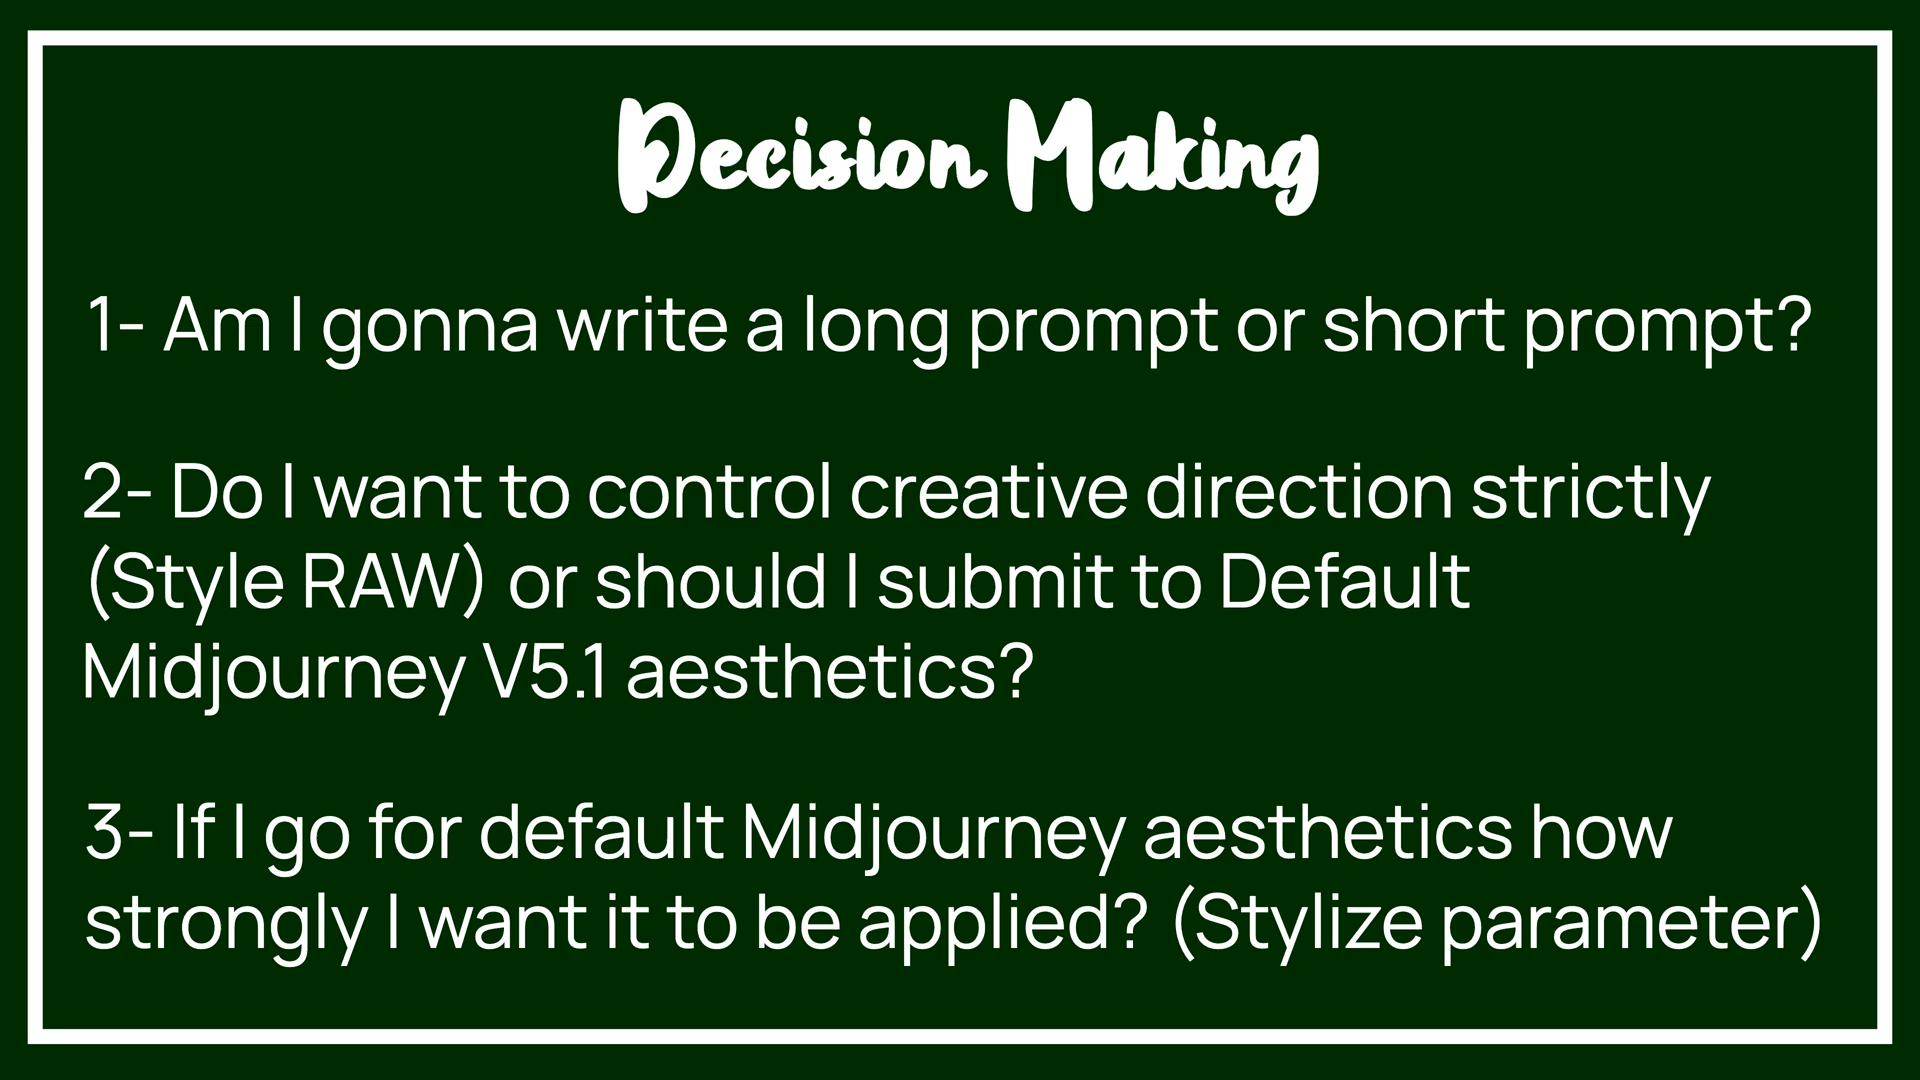 Decision Making
1- Am I gonna write a long prompt or short prompt?
2- Do I want to control creative direction strictly
(Style RAW) or should I submit to Default
Midjourney V5.1 aesthetics?
3- If I go for default Midjourney aesthetics how
strongly I want it to be applied? (Stylize parameter)